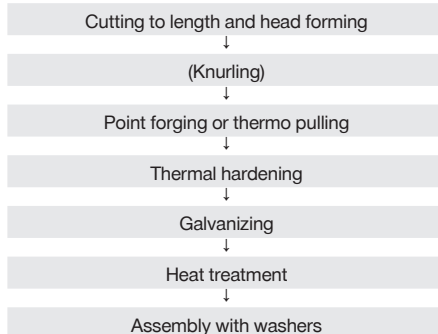 Cutting to length and head forming
↓
(Knurling)
↓
Point forging or thermo pulling
↓
Thermal hardening
↓
Galvanizing
↓
Heat treatment
↓
Assembly with washers